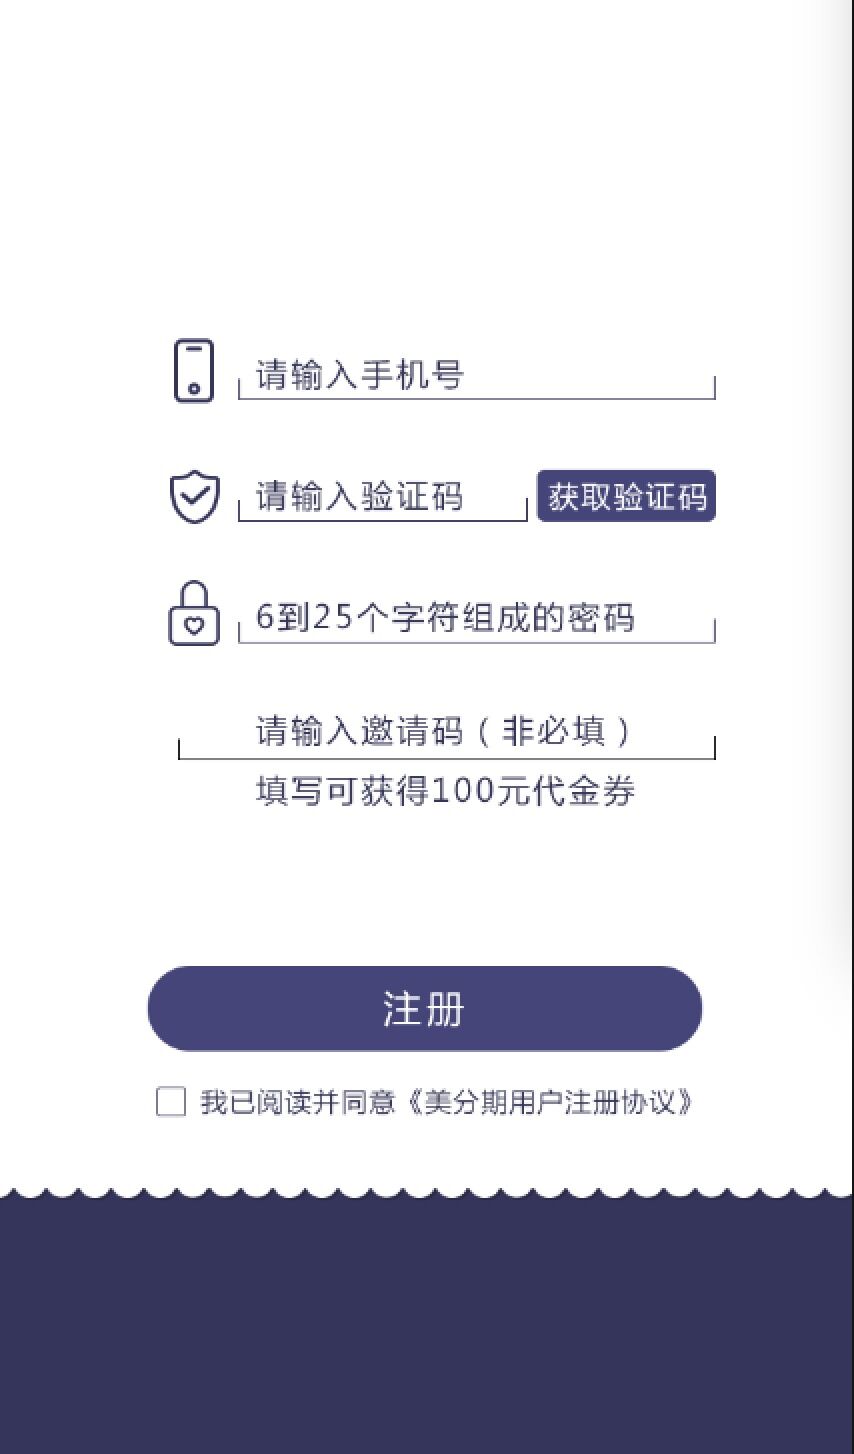 请输入手机号
请输入验证码 获取验证码
6到25个字符组成的密码
请输入邀请码（非必填）
填写可获得100元代金券
注册
我已阅读并同意《美分期用户注册协议》